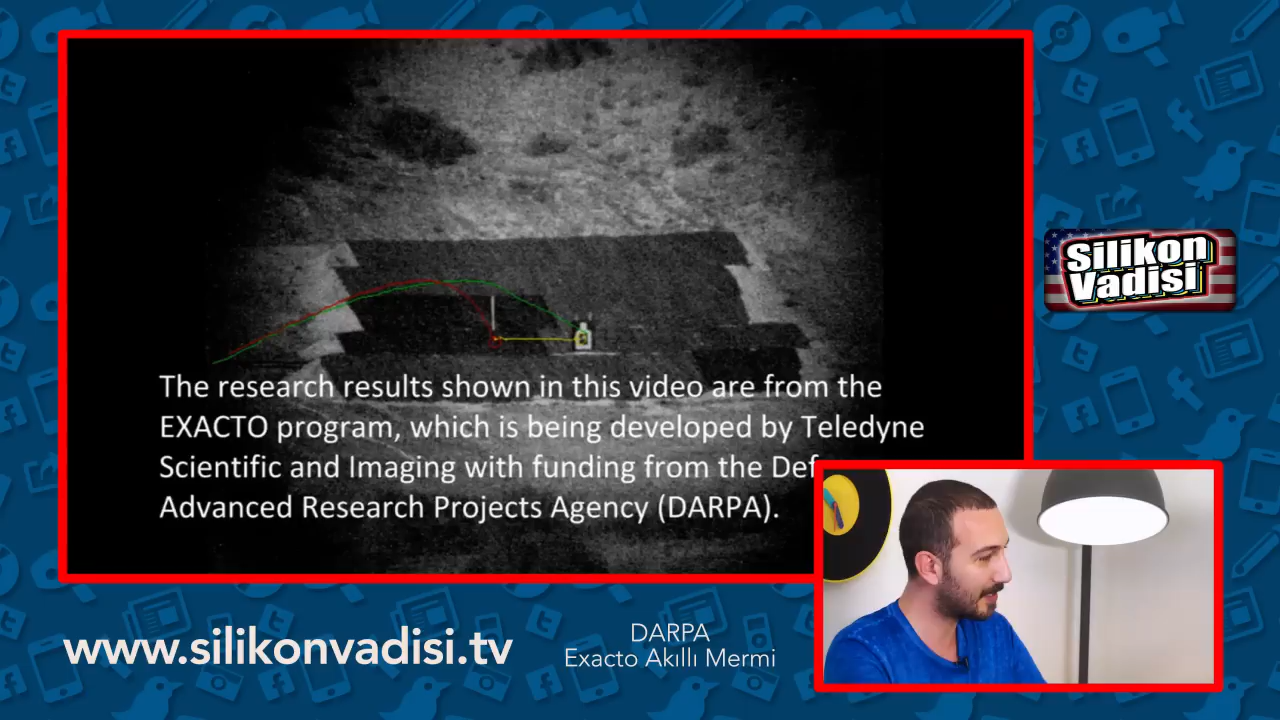 The research results shown in this video are from the
EXACTO program, which is being developed by Teledyne
Scientific and Imaging with funding from the Def
Advanced Research Projects Agency (DARPA).
Silikon
Vadisi
www.silikonvadisi.tv
DARPA
Exacto Akıllı Mermi